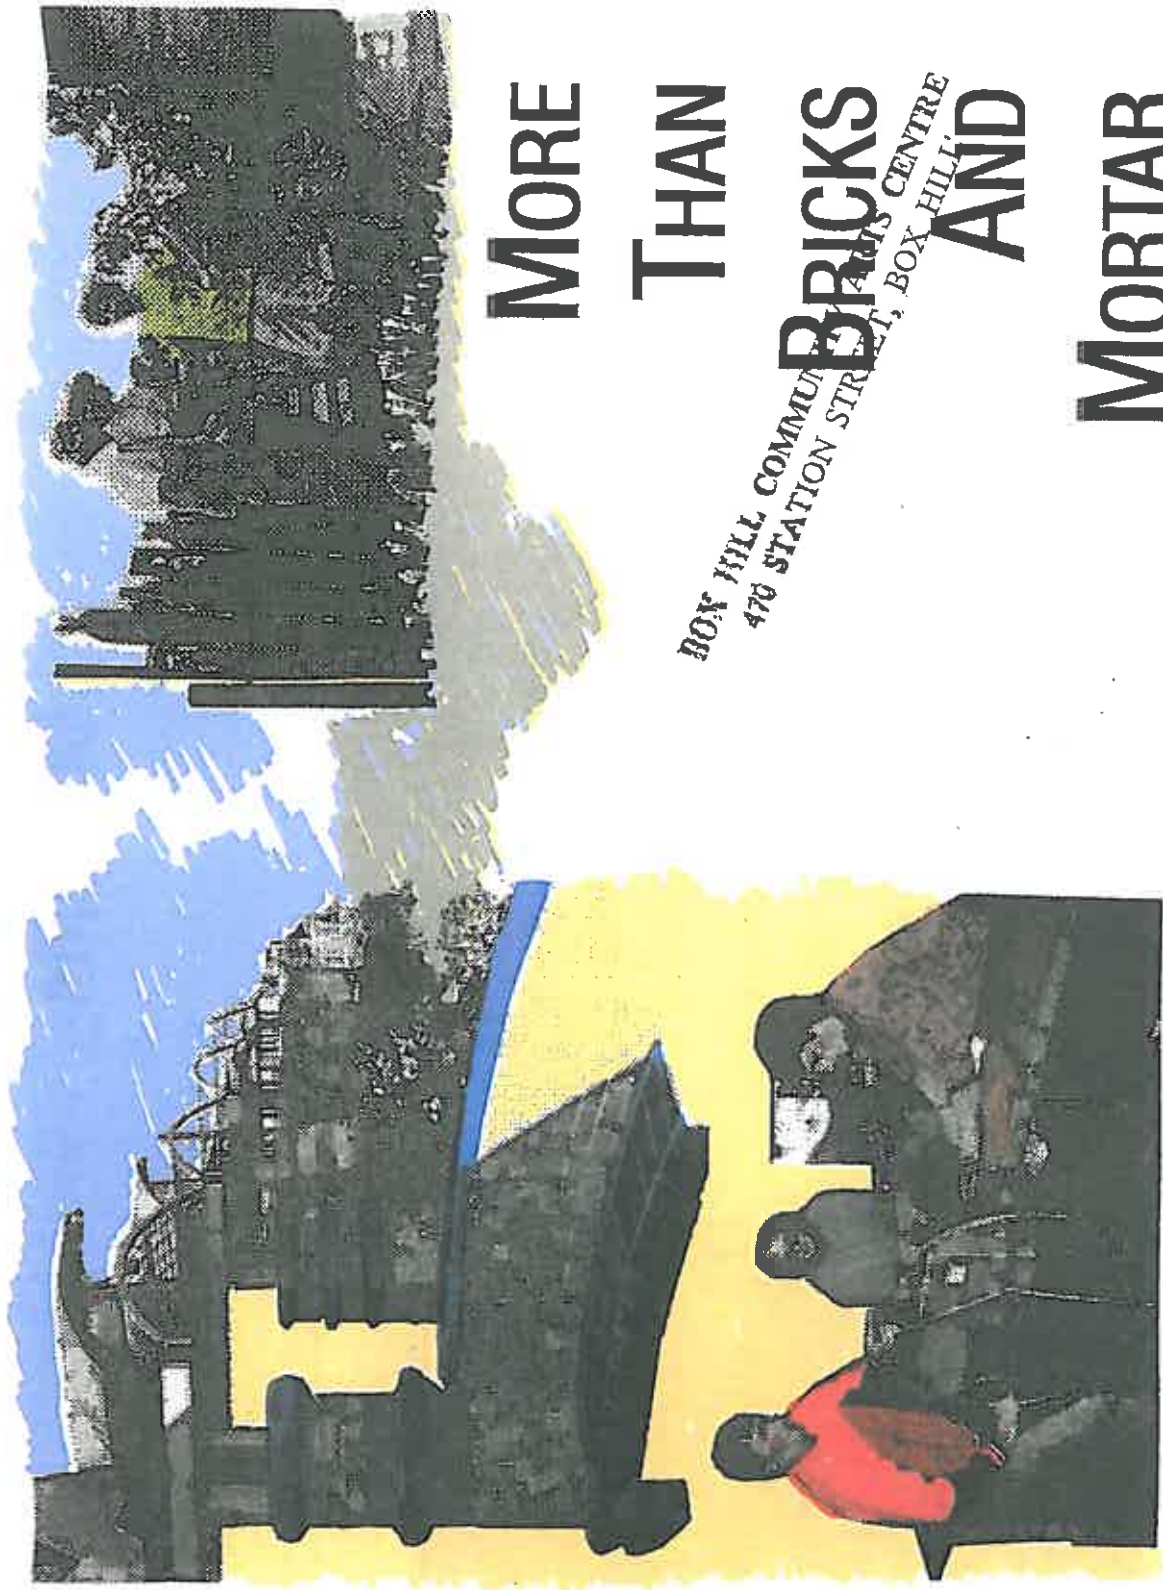 MORE
THAN
BRICKS
AND
MORTAR
BOX HILL COMMUNITY ARTS CENTRE
470 STATION STREET, BOX HILL